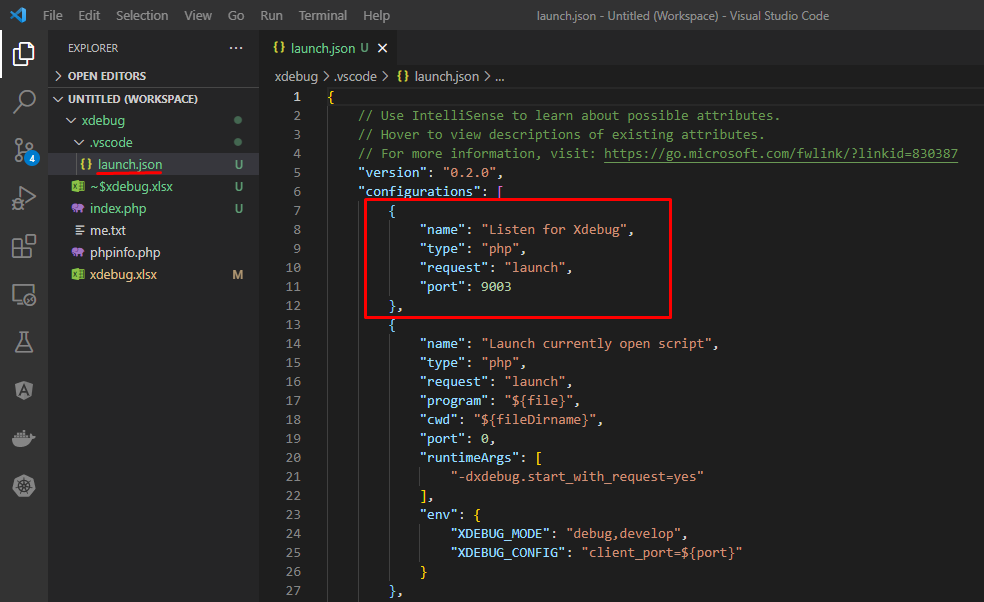 File Edit Selection View Go Run Terminal Help launch.json - Untitled (Workspace) - Visual Studio Code
EXPLORER
OPEN EDITORS
UNTITLED (WORKSPACE)
xdebug
.vscode
{} launch.json U
~$xdebug.xlsx U
index.php U
me.txt
phpinfo.php
xdebug.xlsx M
4
{} launch.json U
xdebug > .vscode > {} launch.json > ...
1 {
2 // Use IntelliSense to learn about possible attributes.
3 // Hover to view descriptions of existing attributes.
4 // For more information, visit: https://go.microsoft.com/fwlink/?linkid=830387
5 "version": "0.2.0",
6 "configurations": [
7 {
8 "name": "Listen for Xdebug",
9 "type": "php",
10 "request": "launch",
11 "port": 9003
12 },
13 {
14 "name": "Launch currently open script",
15 "type": "php",
16 "request": "launch",
17 "program": "${file}",
18 "cwd": "${fileDirname}",
19 "port": 0,
20 "runtimeArgs": [
21 "-dxdebug.start_with_request=yes"
22 ],
23 "env": {
24 "XDEBUG_MODE": "debug,develop",
25 "XDEBUG_CONFIG": "client_port=${port}"
26 }
27 },